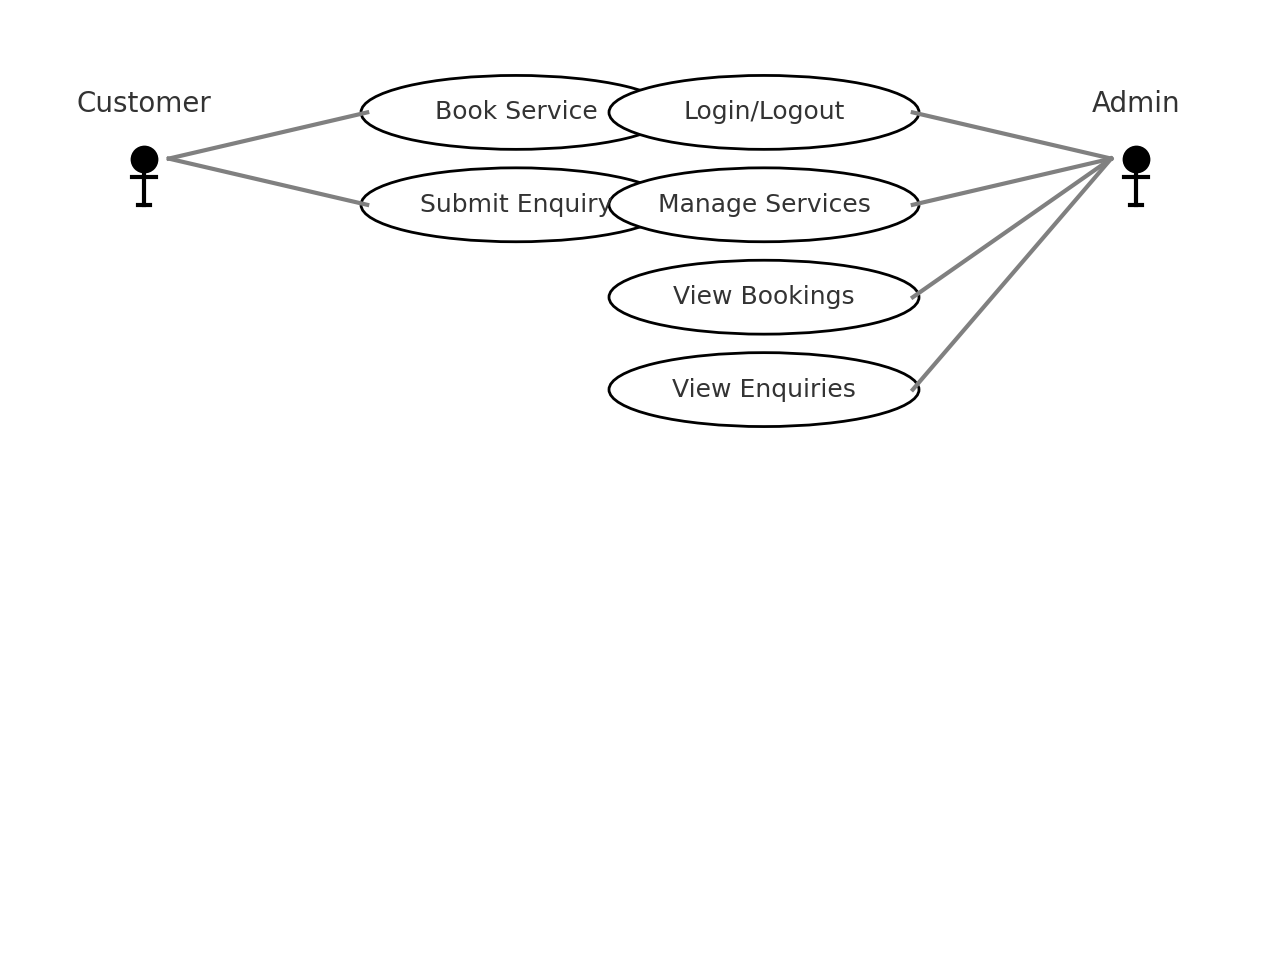 Customer
Admin
Book Service
Login/Logout
Submit Enquiry
Manage Services
View Bookings
View Enquiries